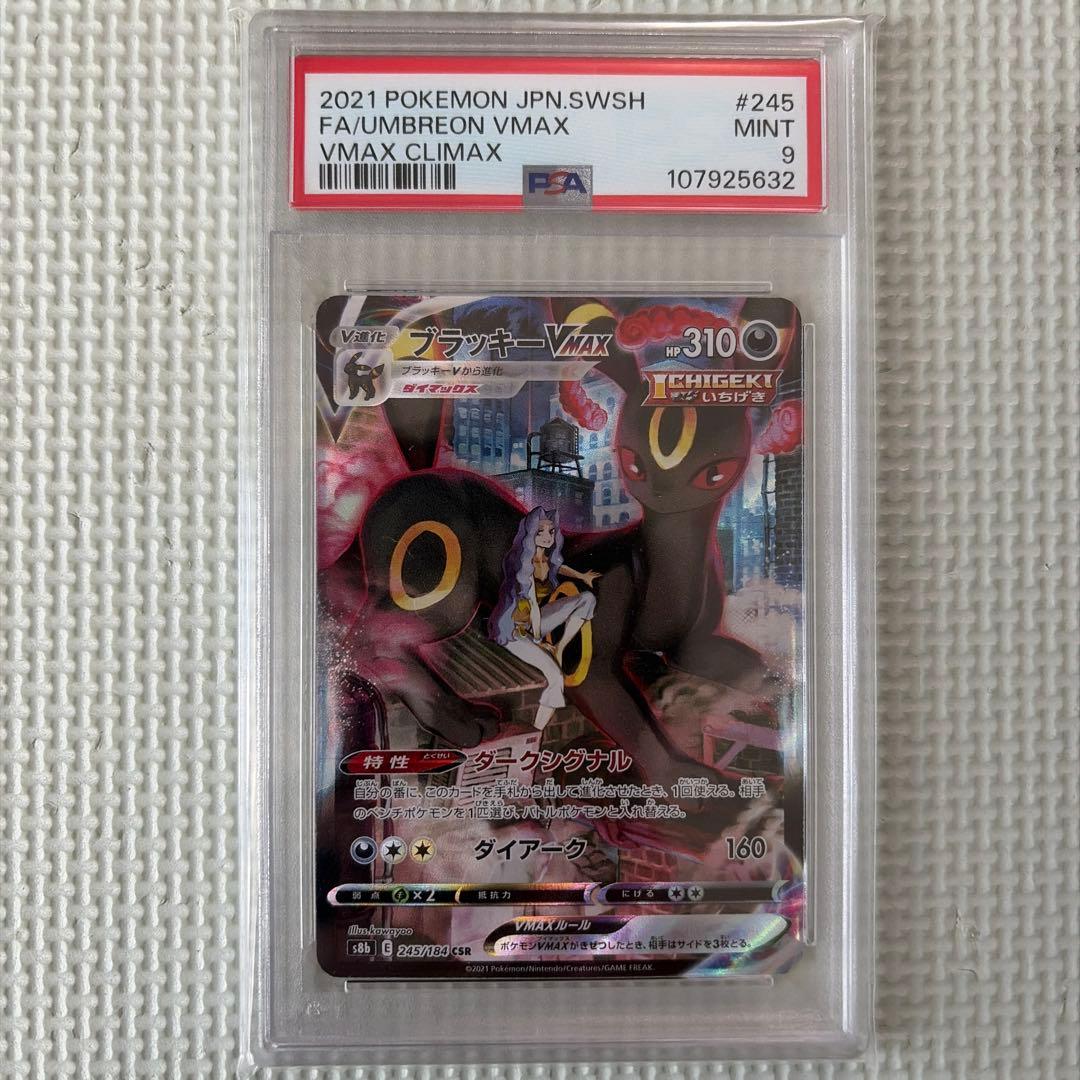 2021 POKEMON JPN.SWSH #245
FA/UMBREON VMAX MINT
VMAX CLIMAX 9
PSA 107925632
V進化 ブラッキーVMAX HP310
ブラッキーVから進化
ダイマックス
ICHIGEKI
いちげき
特性 とくせい ダークシグナル
自分の番に、このカードを手札から出して進化させたとき、1回使える。相手
のベンチポケモンを1匹選び、バトルポケモンと入れ替える。
ダイアーク 160
弱点 ×2 抵抗力 にげる
Illus.kawayoo VMAXルール
ポケモンVMAXがきぜつしたとき、相手はサイドを3枚とる。
s8b E 245/184 CSR
©2021 Pokémon/Nintendo/Creatures/GAME FREAK.